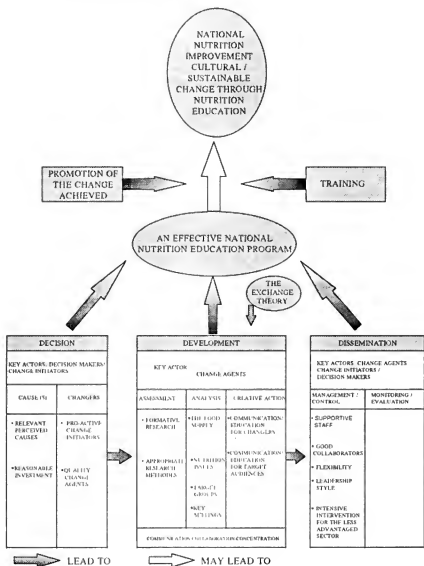 NATIONAL
NUTRITION
IMPROVEMENT
CULTURAL /
SUSTAINABLE
CHANGE THROUGH
NUTRITION
EDUCATION
PROMOTION OF
THE CHANGE
ACHIEVED
TRAINING
AN EFFECTIVE NATIONAL
NUTRITION EDUCATION PROGRAM
THE
EXCHANGE THEORY
DECISION
KEY ACTORS: DECISION MAKERS/
CHANGE INITIATORS
CAUSE (S)
CHANGERS
• RELEVANT
PERCEIVED
CAUSES
• REASONABLE
INVESTMENT
• PRO-ACTIVE
CHANGE
INITIATORS
• QUALITY
CHANGE
AGENTS
DEVELOPMENT
KEY ACTOR
CHANGE AGENTS
ASSESSMENT
ANALYSIS
CREATIVE ACTION
• FORMATIVE
RESEARCH
• APPROPRIATE
RESEARCH
METHODS
• THE FOOD
SUPPLY
• NUTRITION
ISSUES
• TARGET
GROUPS
• KEY
SETTINGS
• COMMUNICATION/
EDUCATION
FOR CHANGERS
• COMMUNICATION/
EDUCATION
FOR TARGET
AUDIENCES
COMMUNICATION / COLLABORATION CONCENTRATION
DISSEMINATION
KEY ACTORS: CHANGE AGENTS
CHANGE INITIATORS /
DECISION MAKERS
MANAGEMENT /
CONTROL
MONITORING /
EVALUATION
• SUPPORTIVE
STAFF
• GOOD
COLLABORATORS
• FLEXIBILITY
• LEADERSHIP
STYLE
• INTENSIVE
INTERVENTION
FOR THE LESS
ADVANTAGED
SECTOR
LEAD TO
MAY LEAD TO